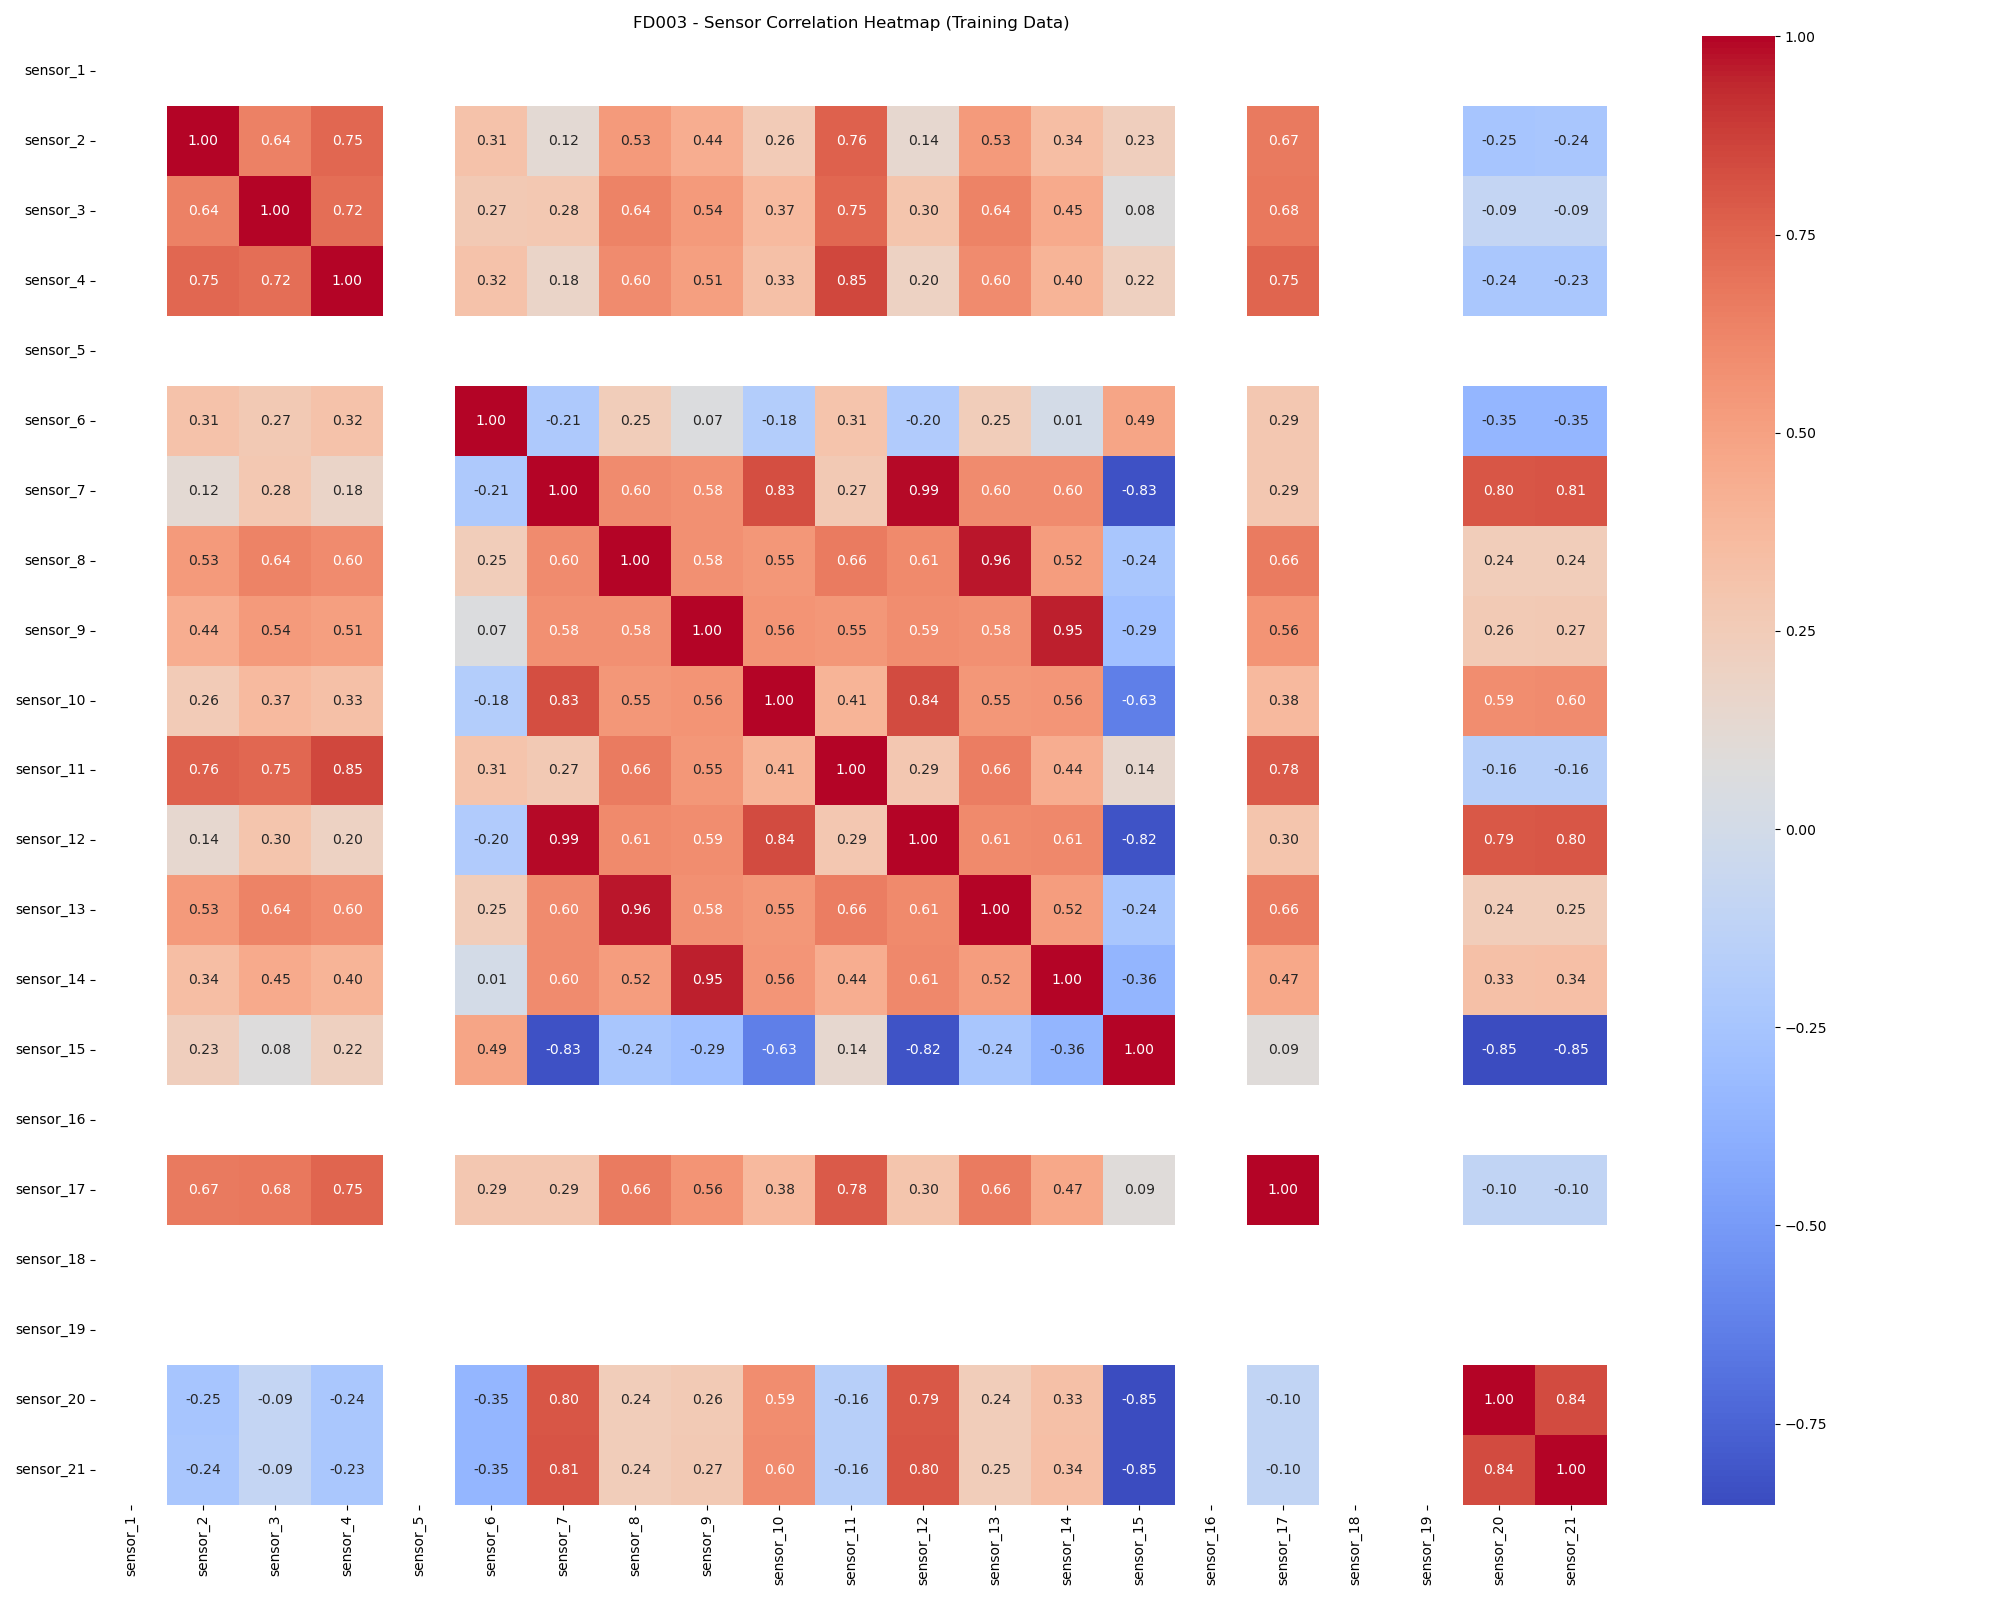 FD003 - Sensor Correlation Heatmap (Training Data)
sensor_1
sensor_2 1.00 0.64 0.75 0.31 0.12 0.53 0.44 0.26 0.76 0.14 0.53 0.34 0.23 0.67 -0.25 -0.24
sensor_3 0.64 1.00 0.72 0.27 0.28 0.64 0.54 0.37 0.75 0.30 0.64 0.45 0.08 0.68 -0.09 -0.09
sensor_4 0.75 0.72 1.00 0.32 0.18 0.60 0.51 0.33 0.85 0.20 0.60 0.40 0.22 0.75 -0.24 -0.23
sensor_5
sensor_6 0.31 0.27 0.32 1.00 -0.21 0.25 0.07 -0.18 0.31 -0.20 0.25 0.01 0.49 0.29 -0.35 -0.35
sensor_7 0.12 0.28 0.18 -0.21 1.00 0.60 0.58 0.83 0.27 0.99 0.60 0.60 -0.83 0.29 0.80 0.81
sensor_8 0.53 0.64 0.60 0.25 0.60 1.00 0.58 0.55 0.66 0.61 0.96 0.52 -0.24 0.66 0.24 0.24
sensor_9 0.44 0.54 0.51 0.07 0.58 0.58 1.00 0.56 0.55 0.59 0.58 0.95 -0.29 0.56 0.26 0.27
sensor_10 0.26 0.37 0.33 -0.18 0.83 0.55 0.56 1.00 0.41 0.84 0.55 0.56 -0.63 0.38 0.59 0.60
sensor_11 0.76 0.75 0.85 0.31 0.27 0.66 0.55 0.41 1.00 0.29 0.66 0.44 0.14 0.78 -0.16 -0.16
sensor_12 0.14 0.30 0.20 -0.20 0.99 0.61 0.59 0.84 0.29 1.00 0.61 0.61 -0.82 0.30 0.79 0.80
sensor_13 0.53 0.64 0.60 0.25 0.60 0.96 0.58 0.55 0.66 0.61 1.00 0.52 -0.24 0.66 0.24 0.25
sensor_14 0.34 0.45 0.40 0.01 0.60 0.52 0.95 0.56 0.44 0.61 0.52 1.00 -0.36 0.47 0.33 0.34
sensor_15 0.23 0.08 0.22 0.49 -0.83 -0.24 -0.29 -0.63 0.14 -0.82 -0.24 -0.36 1.00 0.09 -0.85 -0.85
sensor_16
sensor_17 0.67 0.68 0.75 0.29 0.29 0.66 0.56 0.38 0.78 0.30 0.66 0.47 0.09 1.00 -0.10 -0.10
sensor_18
sensor_19
sensor_20 -0.25 -0.09 -0.24 -0.35 0.80 0.24 0.26 0.59 -0.16 0.79 0.24 0.33 -0.85 -0.10 1.00 0.84
sensor_21 -0.24 -0.09 -0.23 -0.35 0.81 0.24 0.27 0.60 -0.16 0.80 0.25 0.34 -0.85 -0.10 0.84 1.00
sensor_1 sensor_2 sensor_3 sensor_4 sensor_5 sensor_6 sensor_7 sensor_8 sensor_9 sensor_10 sensor_11 sensor_12 sensor_13 sensor_14 sensor_15 sensor_16 sensor_17 sensor_18 sensor_19 sensor_20 sensor_21
1.00
0.75
0.50
0.25
0.00
−0.25
−0.50
−0.75